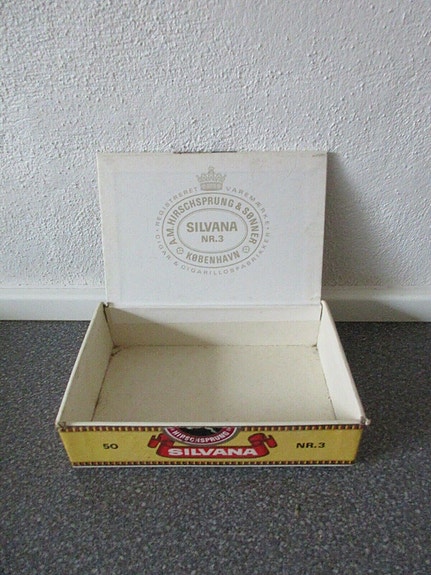 REGISTRERET VAREMÆRKE
A.M. HIRSCHSPRUNG & SØNNER
SILVANA
NR.3
KØBENHAVN
CIGAR & CIGARILLOSFABRIKKER
HIRSCHSPRUNG
50
SILVANA
NR.3